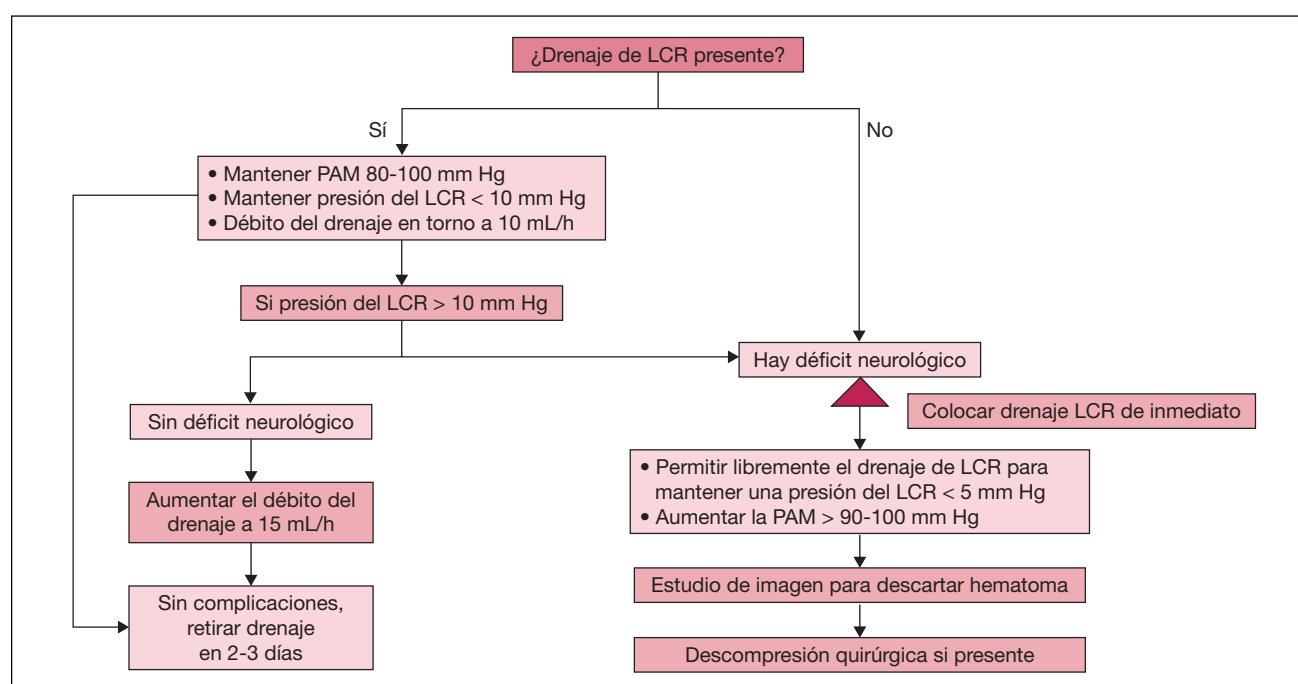 ¿Drenaje de LCR presente?
Sí
No
• Mantener PAM 80-100 mm Hg
• Mantener presión del LCR < 10 mm Hg
• Débito del drenaje en torno a 10 mL/h
Si presión del LCR > 10 mm Hg
Hay déficit neurológico
Sin déficit neurológico
Colocar drenaje LCR de inmediato
Aumentar el débito del
drenaje a 15 mL/h
• Permitir libremente el drenaje de LCR para
mantener una presión del LCR < 5 mm Hg
• Aumentar la PAM > 90-100 mm Hg
Sin complicaciones,
retirar drenaje
en 2-3 días
Estudio de imagen para descartar hematoma
Descompresión quirúrgica si presente